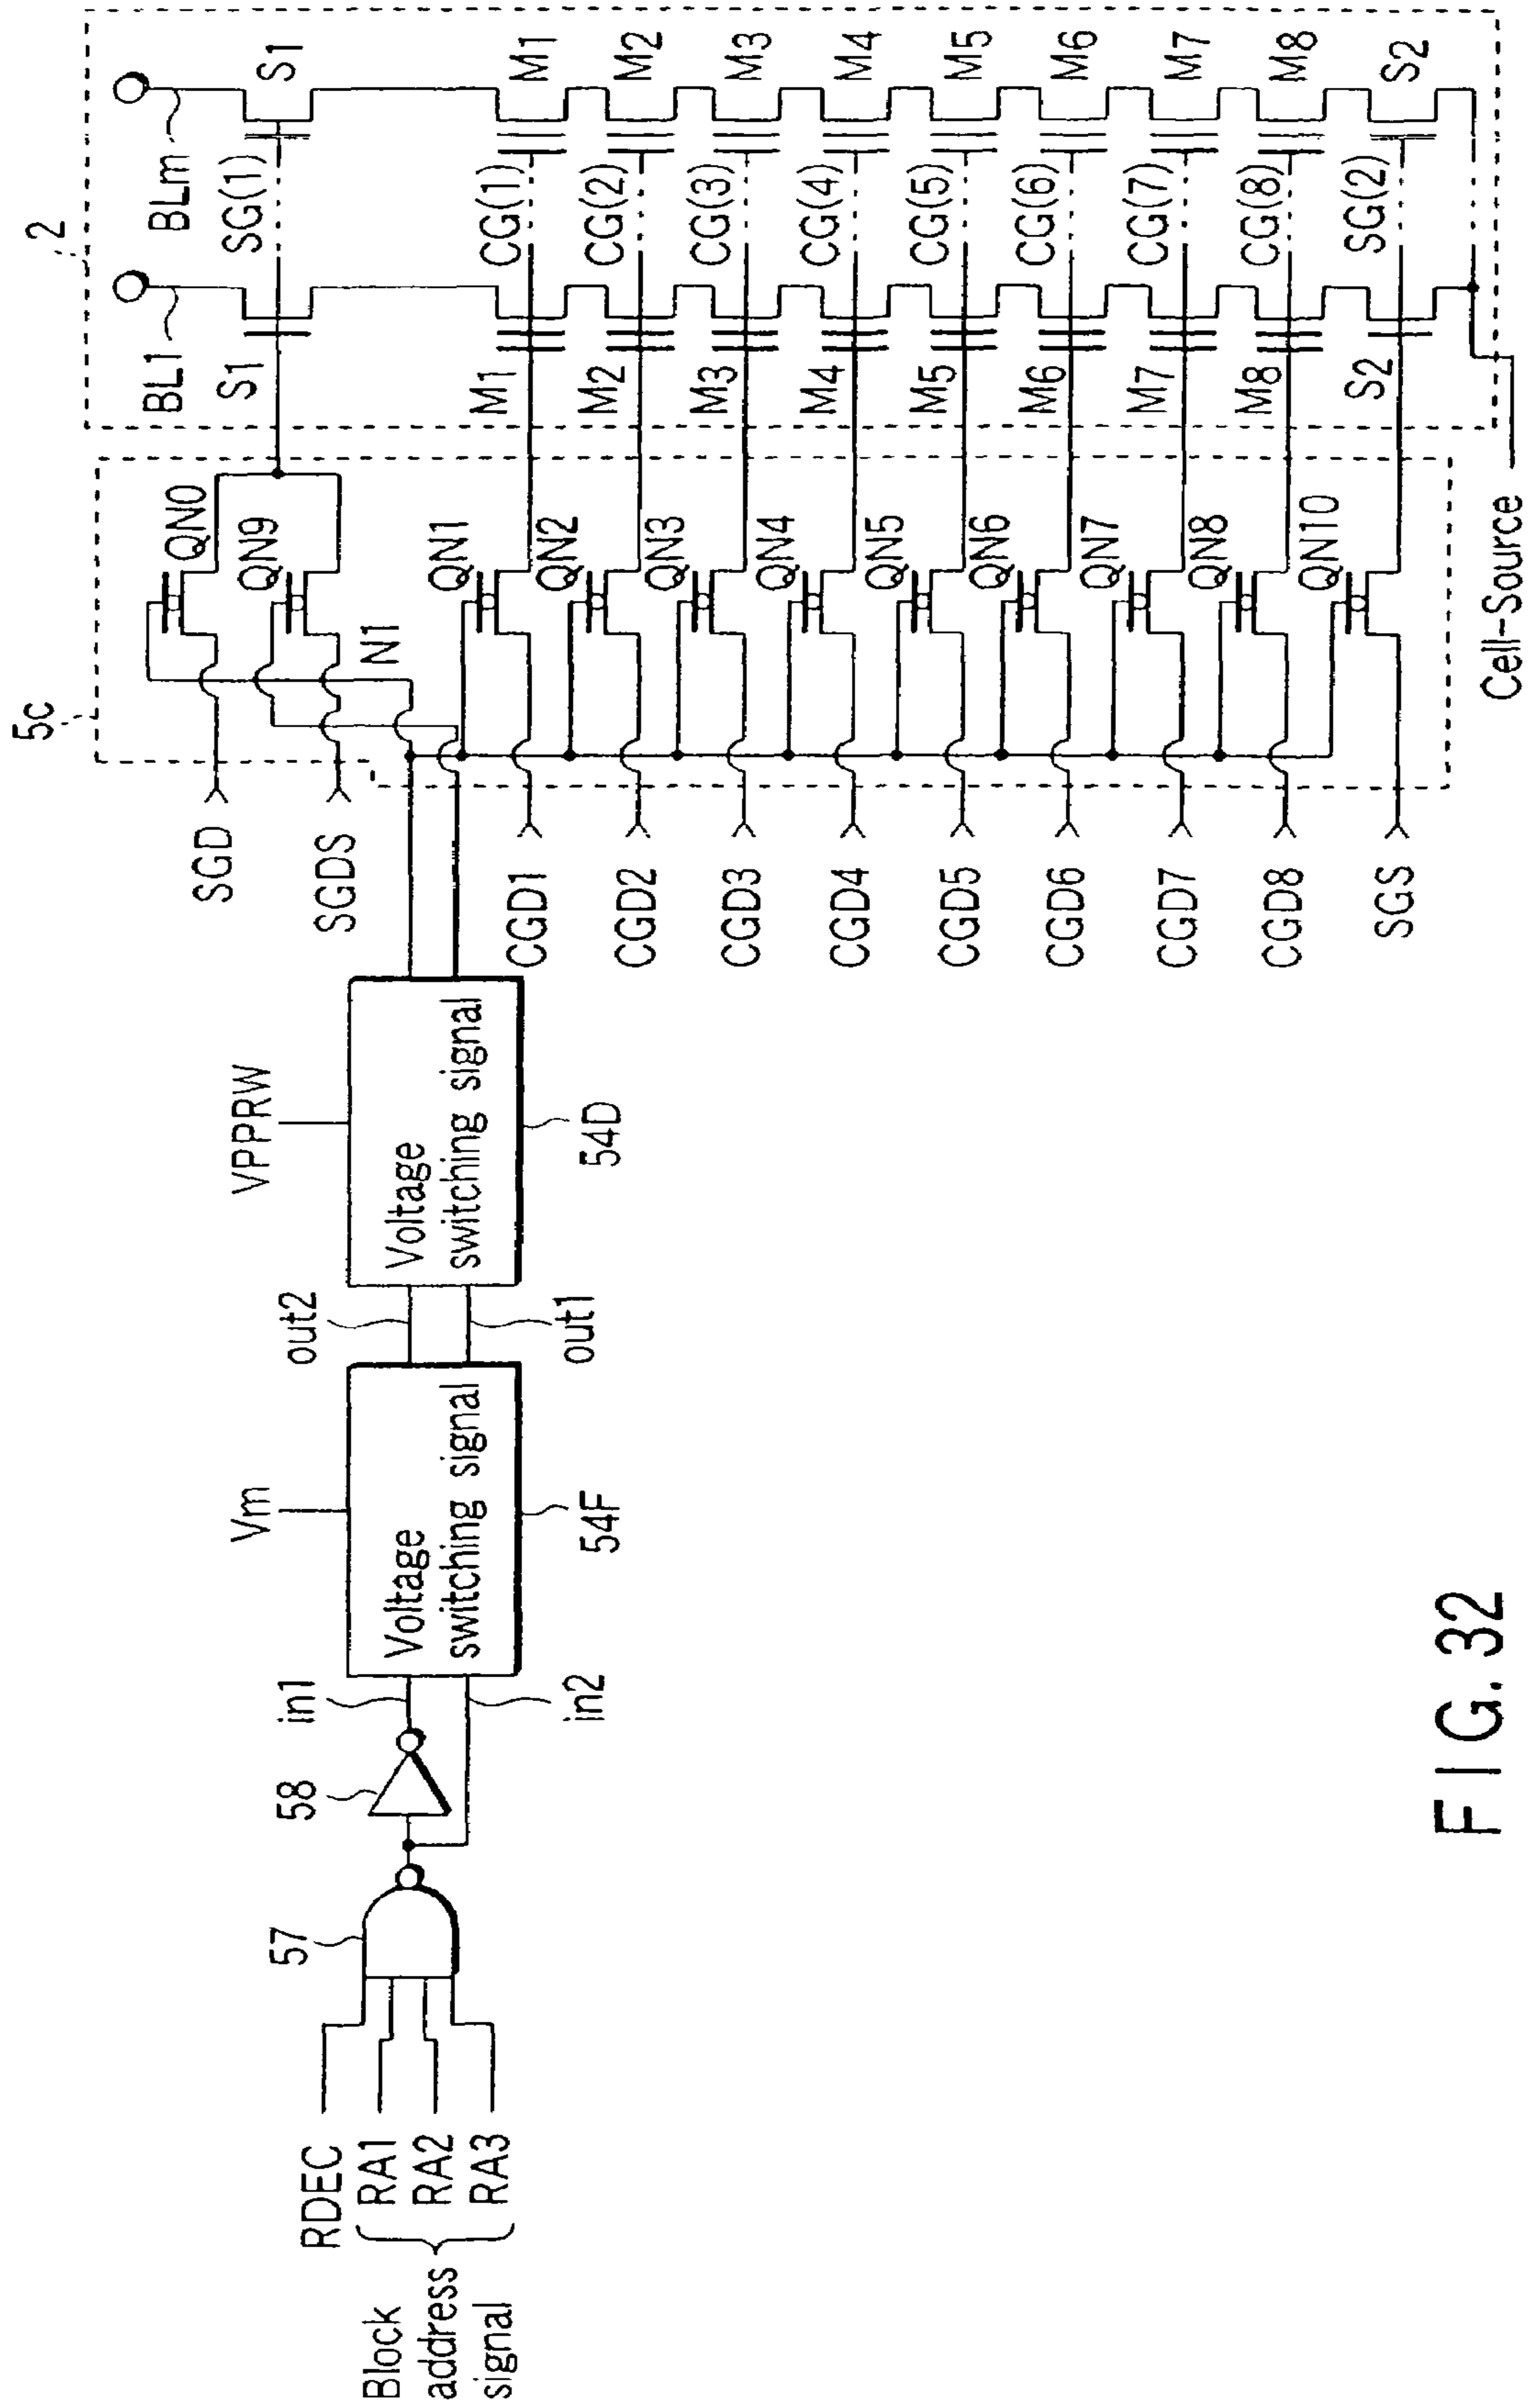 Block
address
signal
RDEC
RA1
RA2
RA3
57
58
in1
in2
Vm
Voltage
switching signal
54F
out2
out1
VPPRW
Voltage
switching signal
54D
SGD
SGDS
CGD1
CGD2
CGD3
CGD4
CGD5
CGD6
CGD7
CGD8
SGS
5c
N1
QN0
QN9
QN1
QN2
QN3
QN4
QN5
QN6
QN7
QN8
QN10
Cell-Source
2
BL1
S1
M1
M2
M3
M4
M5
M6
M7
M8
S2
BLm
SG(1)
CG(1)
CG(2)
CG(3)
CG(4)
CG(5)
CG(6)
CG(7)
CG(8)
SG(2)
S1
M1
M2
M3
M4
M5
M6
M7
M8
S2
FIG. 32